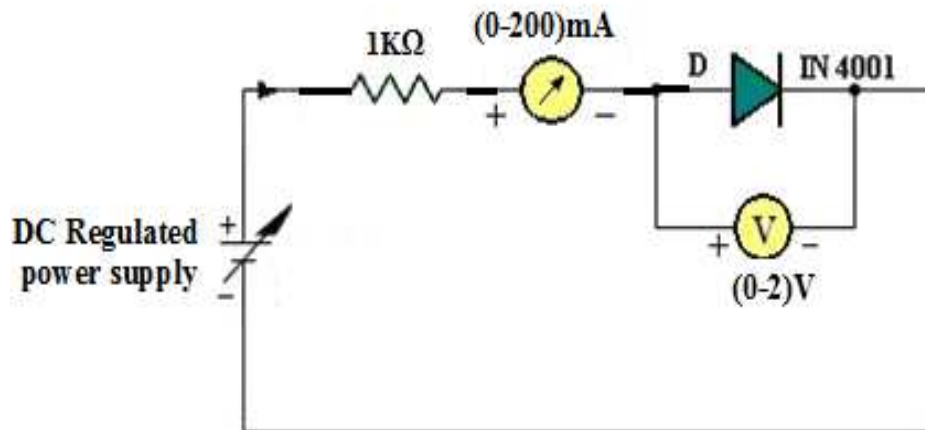 (0-200)mA
1KΩ
D
IN 4001
+
−
DC Regulated
power supply
+
−
+
V
−
(0-2)V